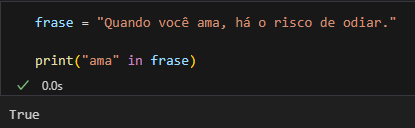 frase = "Quando você ama, há o risco de odiar."
print("ama" in frase)
0.0s
True